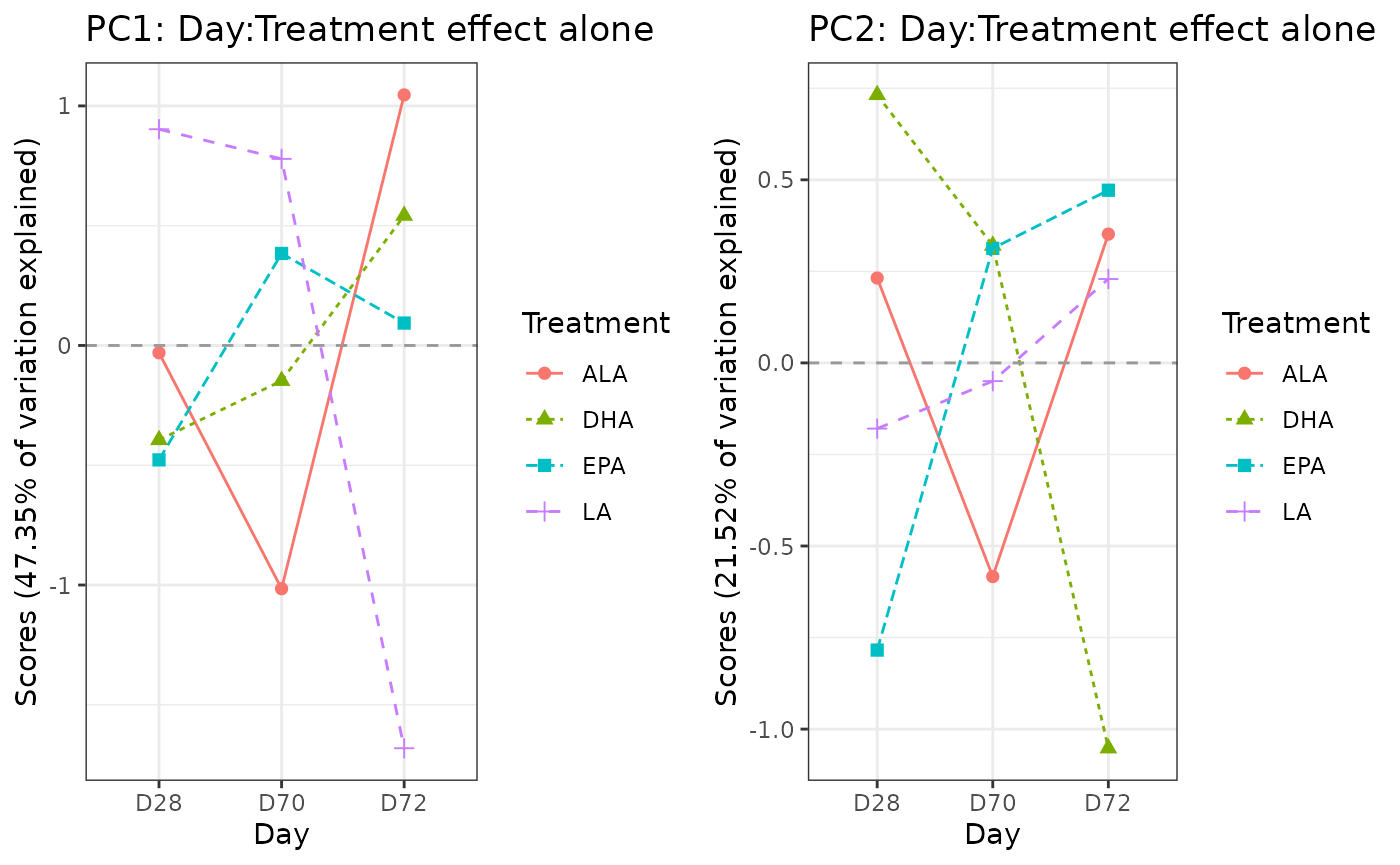 PC1: Day:Treatment effect alone
Scores (47.35% of variation explained)
1
0
-1
D28 D70 D72
Day
Treatment
ALA
DHA
EPA
LA
PC2: Day:Treatment effect alone
Scores (21.52% of variation explained)
0.5
0.0
-0.5
-1.0
D28 D70 D72
Day
Treatment
ALA
DHA
EPA
LA